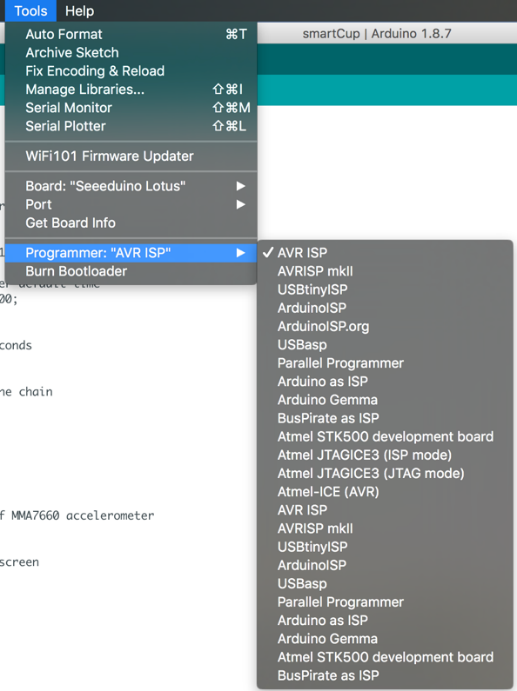 Tools Help
smartCup | Arduino 1.8.7
Auto Format ⌘T
Archive Sketch
Fix Encoding & Reload
Manage Libraries... ⇧⌘I
Serial Monitor ⇧⌘M
Serial Plotter ⇧⌘L
WiFi101 Firmware Updater
Board: "Seeeduino Lotus"
Port
Get Board Info
Programmer: "AVR ISP"
Burn Bootloader
✓ AVR ISP
AVRISP mkII
USBtinyISP
ArduinoISP
ArduinoISP.org
USBasp
Parallel Programmer
Arduino as ISP
Arduino Gemma
BusPirate as ISP
Atmel STK500 development board
Atmel JTAGICE3 (ISP mode)
Atmel JTAGICE3 (JTAG mode)
Atmel-ICE (AVR)
AVR ISP
AVRISP mkII
USBtinyISP
ArduinoISP
USBasp
Parallel Programmer
Arduino as ISP
Arduino Gemma
Atmel STK500 development board
BusPirate as ISP
er default time
00;
conds
he chain
f MMA7660 accelerometer
screen